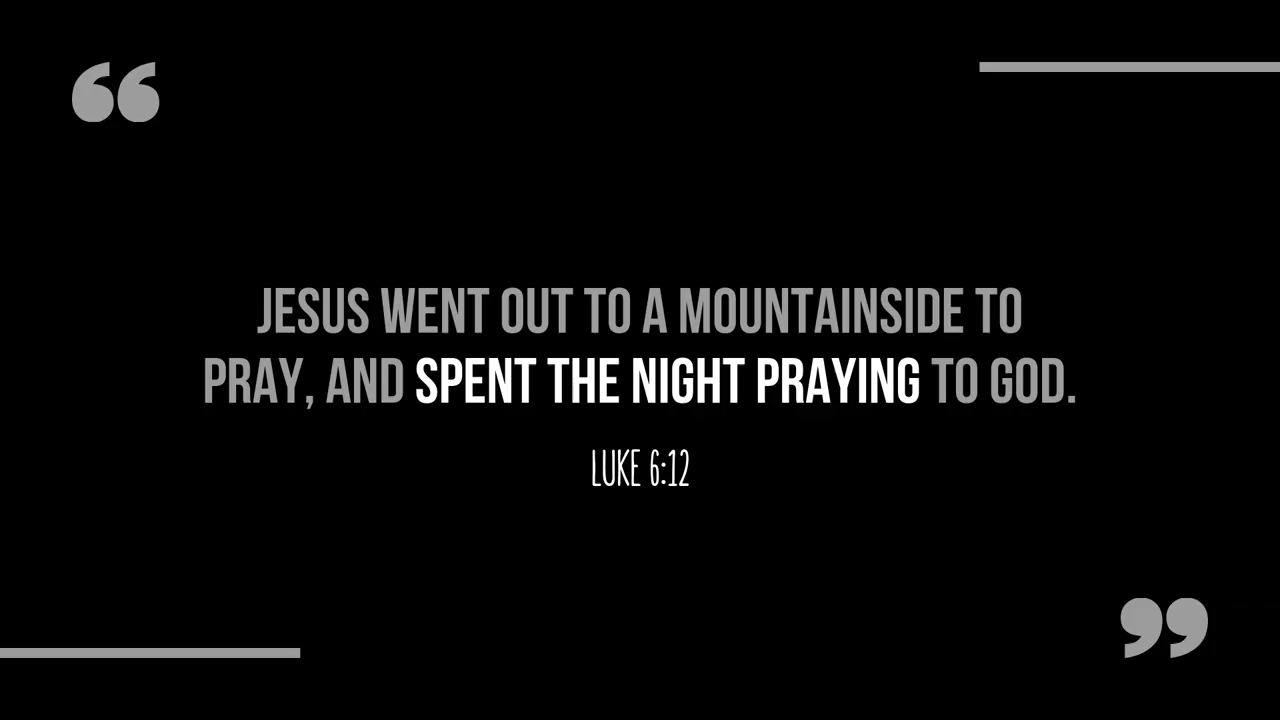 “
JESUS WENT OUT TO A MOUNTAINSIDE TO
PRAY, AND SPENT THE NIGHT PRAYING TO GOD.
LUKE 6:12
”